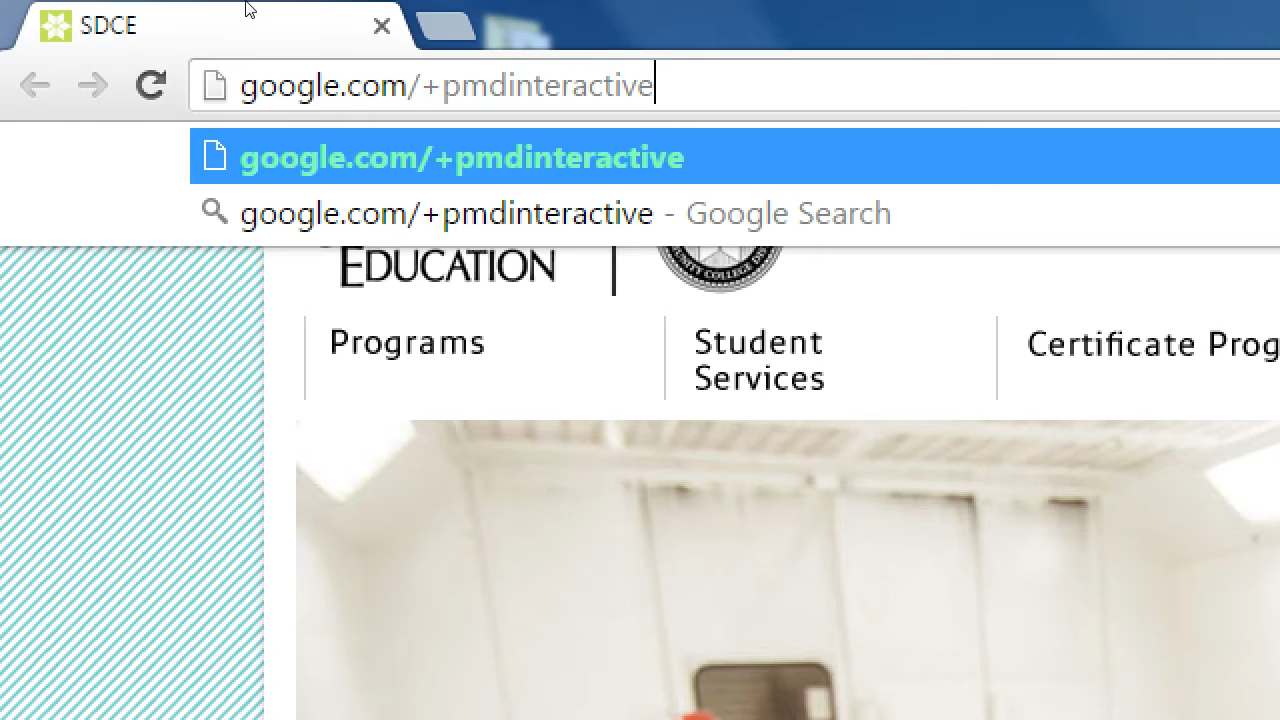 SDCE
google.com/+pmdinteractive
google.com/+pmdinteractive
google.com/+pmdinteractive - Google Search
EDUCATION
Programs
Student
Services
Certificate Prog